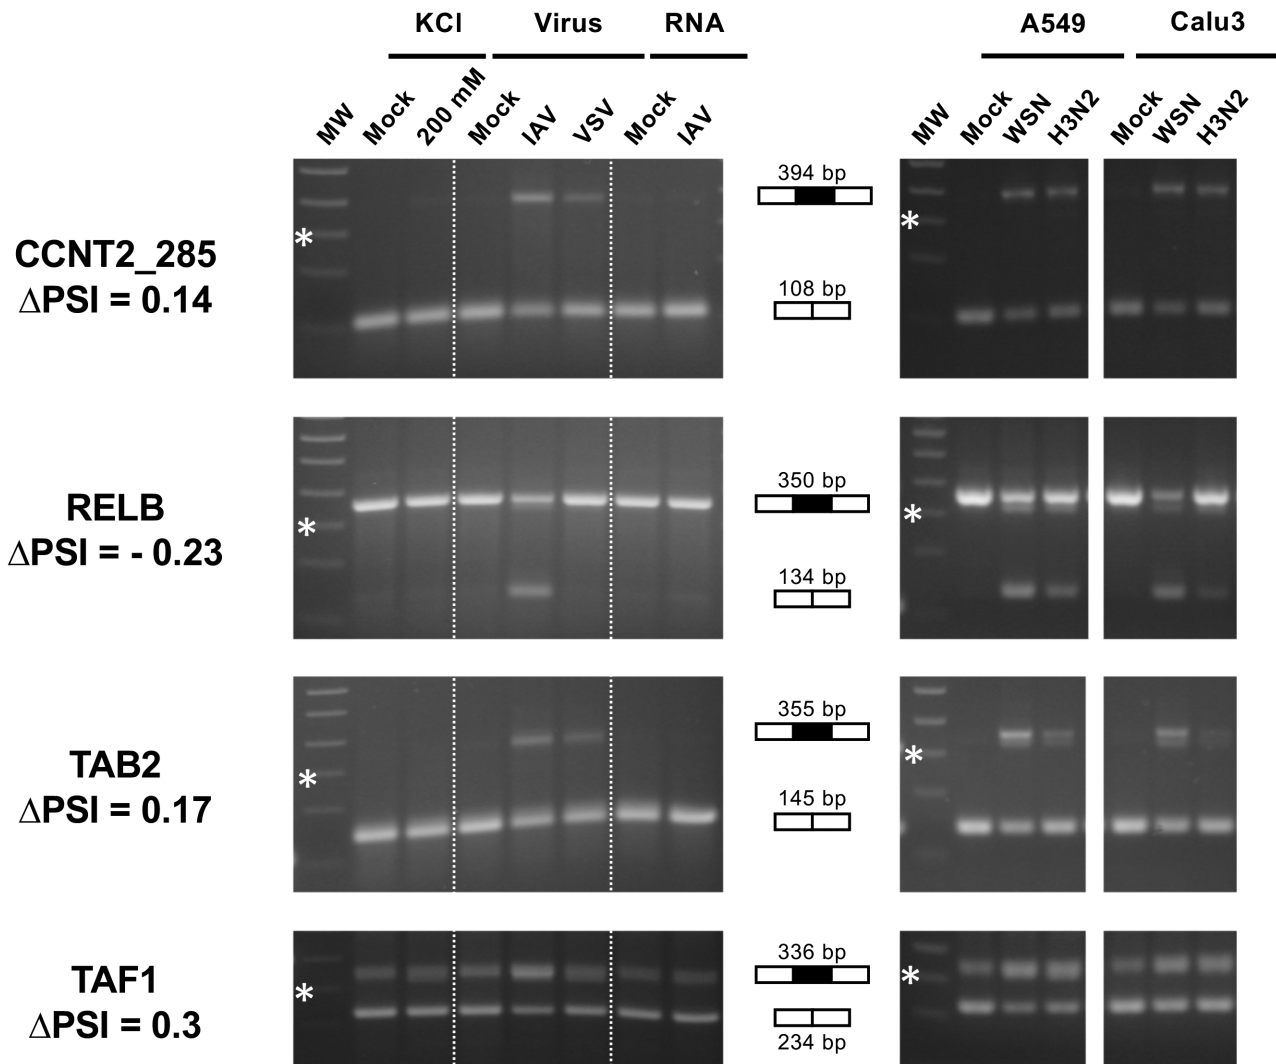 KCl Virus RNA A549 Calu3
MW Mock 200 mM Mock IAV VSV Mock IAV MW Mock WSN H3N2 Mock WSN H3N2
CCNT2_285
ΔPSI = 0.14
*
394 bp
108 bp
*
RELB
ΔPSI = - 0.23
*
350 bp
134 bp
*
TAB2
ΔPSI = 0.17
*
355 bp
145 bp
*
TAF1
ΔPSI = 0.3
*
336 bp
234 bp
*